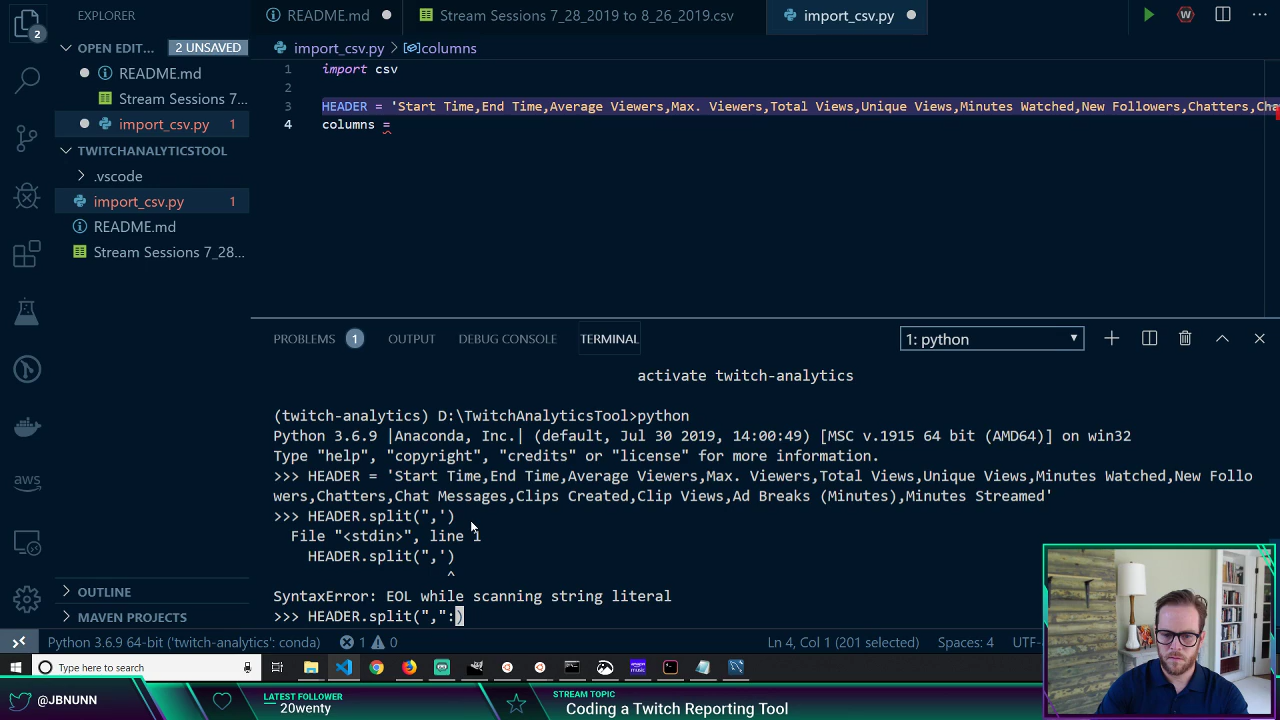 EXPLORER
README.md
Stream Sessions 7_28_2019 to 8_26_2019.csv
import_csv.py
2
OPEN EDIT...
2 UNSAVED
README.md
Stream Sessions 7...
import_csv.py
1
TWITCHANALYTICSTOOL
.vscode
import_csv.py
1
README.md
Stream Sessions 7_28...
aws
OUTLINE
MAVEN PROJECTS
import_csv.py > columns
1 import csv
2
3 HEADER = 'Start Time,End Time,Average Viewers,Max. Viewers,Total Views,Unique Views,Minutes Watched,New Followers,Chatters,Cha
4 columns =
PROBLEMS 1 OUTPUT DEBUG CONSOLE TERMINAL
1: python
activate twitch-analytics
(twitch-analytics) D:\TwitchAnalyticsTool>python
Python 3.6.9 |Anaconda, Inc.| (default, Jul 30 2019, 14:00:49) [MSC v.1915 64 bit (AMD64)] on win32
Type "help", "copyright", "credits" or "license" for more information.
>>> HEADER = 'Start Time,End Time,Average Viewers,Max. Viewers,Total Views,Unique Views,Minutes Watched,New Follo
wers,Chatters,Chat Messages,Clips Created,Clip Views,Ad Breaks (Minutes),Minutes Streamed'
>>> HEADER.split(",')
File "<stdin>", line 1
HEADER.split(",')
^
SyntaxError: EOL while scanning string literal
>>> HEADER.split(",":)
Python 3.6.9 64-bit ('twitch-analytics': conda)
1
0
Ln 4, Col 1 (201 selected)
Spaces: 4
UTF-
Type here to search
@JBNUNN
LATEST FOLLOWER
20wenty
STREAM TOPIC
Coding a Twitch Reporting Tool